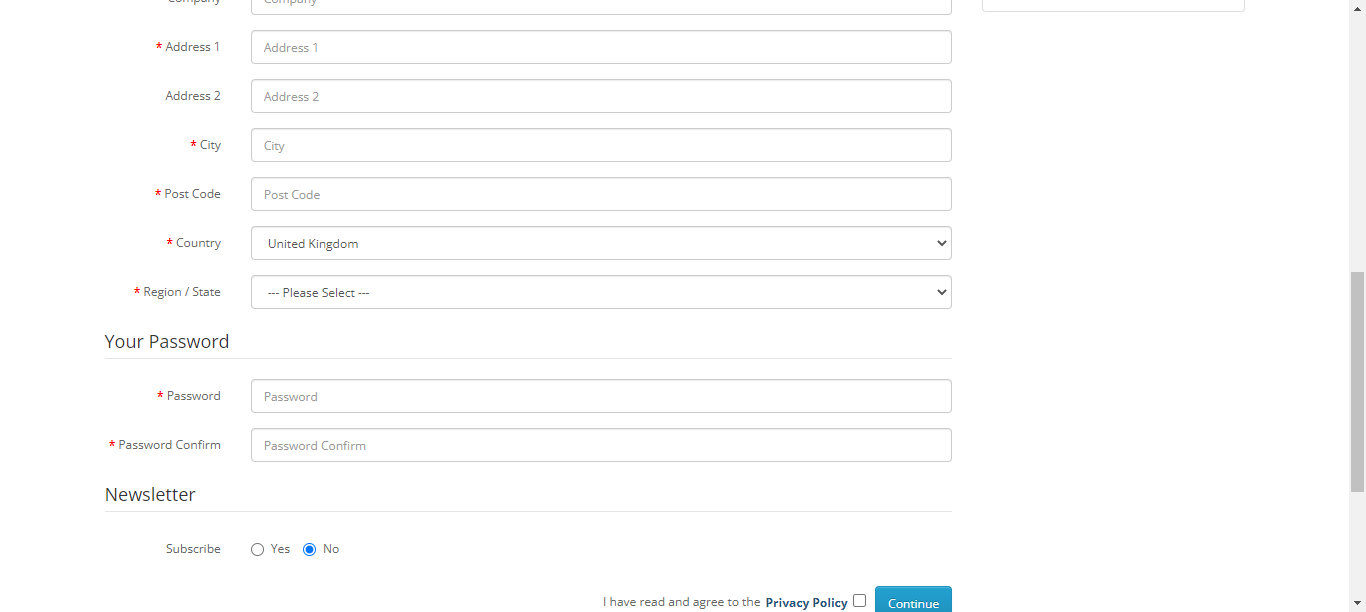 Company Company
* Address 1 Address 1
Address 2 Address 2
* City City
* Post Code Post Code
* Country United Kingdom
* Region / State --- Please Select ---
Your Password
* Password Password
* Password Confirm Password Confirm
Newsletter
Subscribe Yes No
I have read and agree to the Privacy Policy Continue